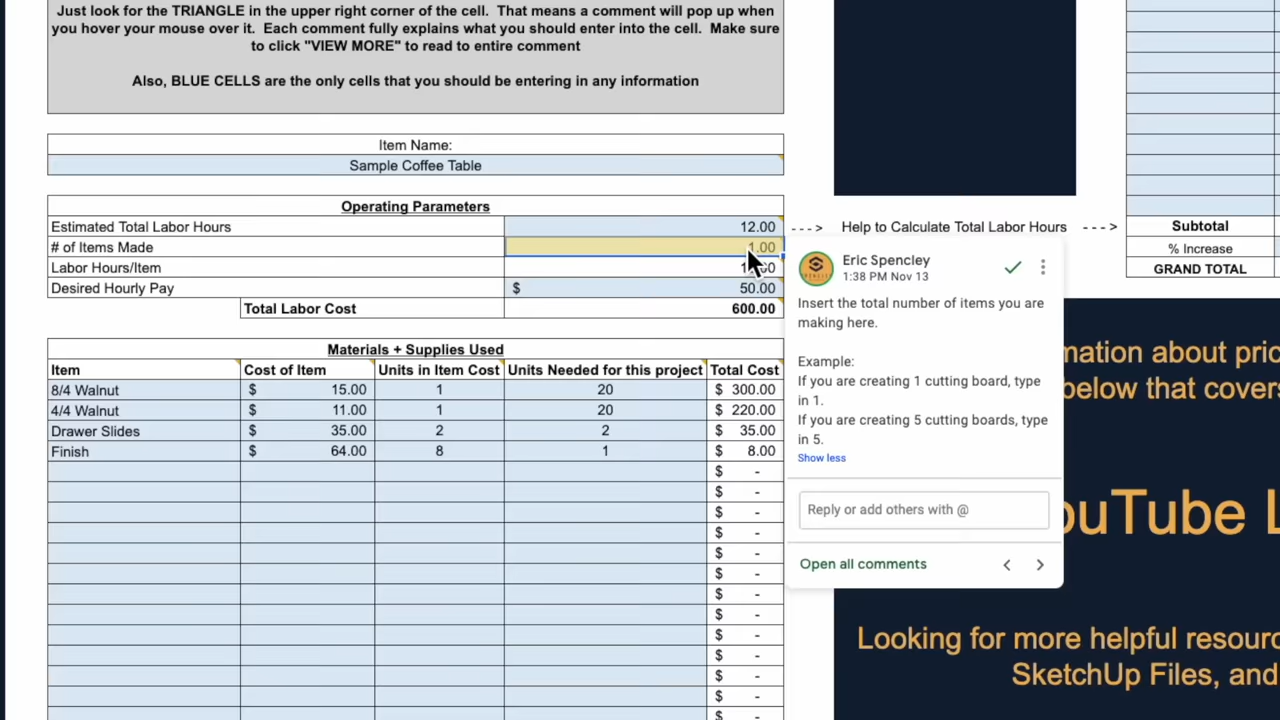 Just look for the TRIANGLE in the upper right corner of the cell.  That means a comment will pop up when
you hover your mouse over it.  Each comment fully explains what you should enter into the cell.  Make sure
to click "VIEW MORE" to read to entire comment
Also, BLUE CELLS are the only cells that you should be entering in any information
Item Name:
Sample Coffee Table
Operating Parameters
Estimated Total Labor Hours 12.00
# of Items Made 1.00
Labor Hours/Item
Desired Hourly Pay $ 50.00
Total Labor Cost 600.00
Materials + Supplies Used
Item Cost of Item Units in Item Cost Units Needed for this project Total Cost
8/4 Walnut $ 15.00 1 20 $ 300.00
4/4 Walnut $ 11.00 1 20 $ 220.00
Drawer Slides $ 35.00 2 2 $ 35.00
Finish $ 64.00 8 1 $ 8.00
$ -
$ -
$ -
$ -
$ -
$ -
$ -
$ -
$ -
$ -
$ -
$ -
$
---> Help to Calculate Total Labor Hours --->
Subtotal
% Increase
GRAND TOTAL
Eric Spencley
1:38 PM Nov 13
Insert the total number of items you are
making here.
Example:
If you are creating 1 cutting board, type
in 1.
If you are creating 5 cutting boards, type
in 5.
Show less
Reply or add others with @
Open all comments
mation about pric
below that covers
ouTube L
Looking for more helpful resourc
SketchUp Files, and